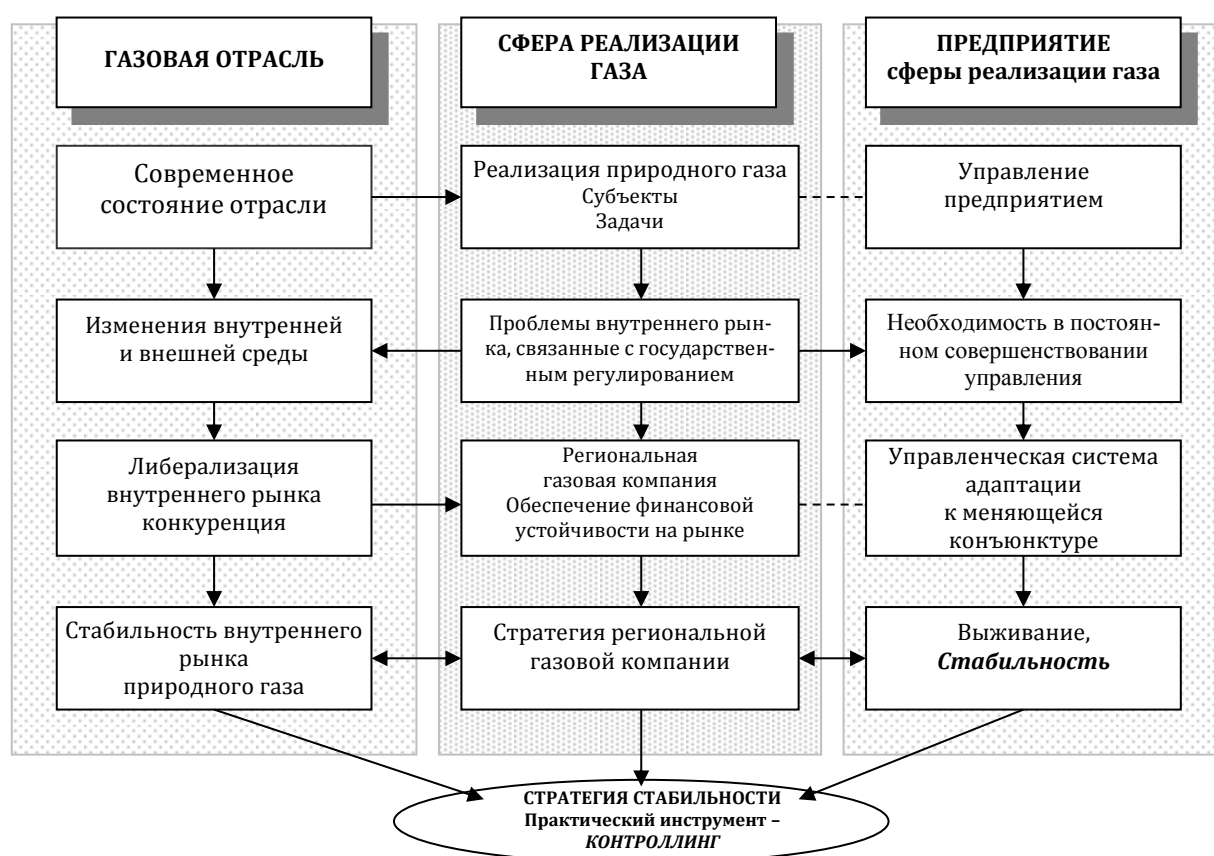 ГАЗОВАЯ ОТРАСЛЬ
СФЕРА РЕАЛИЗАЦИИ
ГАЗА
ПРЕДПРИЯТИЕ
сферы реализации газа
Современное
состояние отрасли
Реализация природного газа
Субъекты
Задачи
Управление
предприятием
Изменения внутренней
и внешней среды
Проблемы внутреннего рын-
ка, связанные с государствен-
ным регулированием
Необходимость в постоян-
ном совершенствовании
управления
Либерализация
внутреннего рынка
конкуренция
Региональная
газовая компания
Обеспечение финансовой
устойчивости на рынке
Управленческая система
адаптации
к меняющейся
конъюнктуре
Стабильность внутреннего
рынка
природного газа
Стратегия региональной
газовой компании
Выживание,
Стабильность
СТРАТЕГИЯ СТАБИЛЬНОСТИ
Практический инструмент –
КОНТРОЛЛИНГ